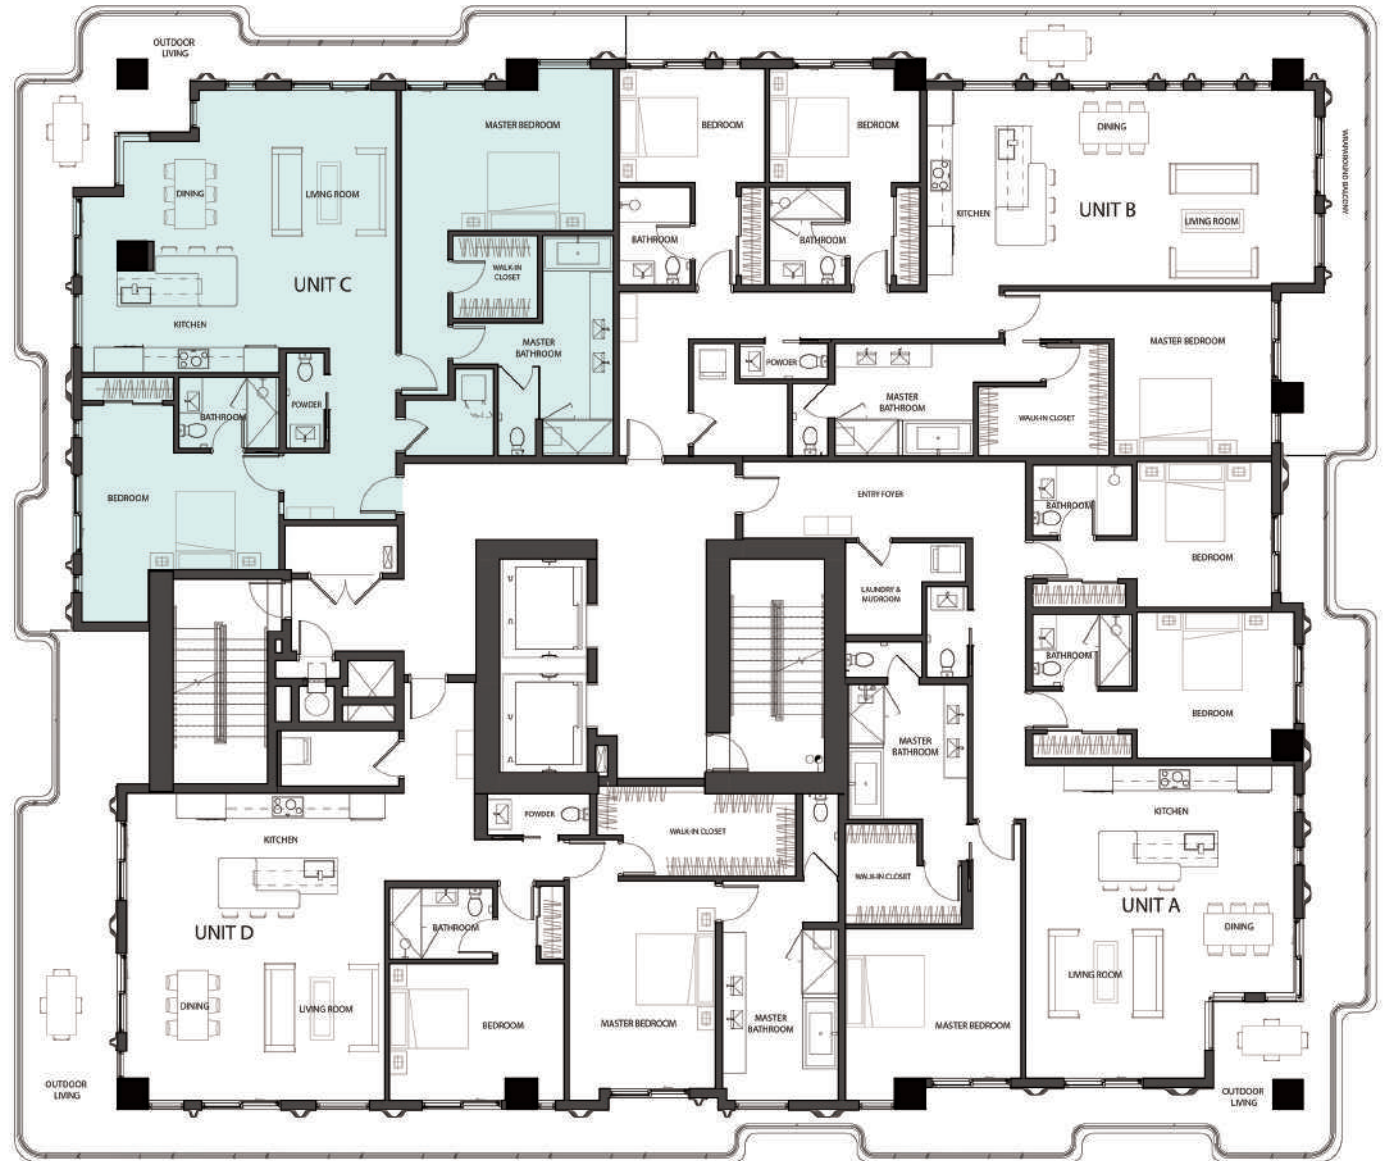 OUTDOOR
LIVING
MASTER BEDROOM
BEDROOM
BEDROOM
DINING
WRAPAROUND BALCONY
DINING
LIVING ROOM
KITCHEN
UNIT B
LIVING ROOM
BATHROOM
BATHROOM
WALK-IN
CLOSET
UNIT C
KITCHEN
MASTER
BATHROOM
POWDER
MASTER BEDROOM
POWDER
BATHROOM
MASTER
BATHROOM
WALK-IN CLOSET
BEDROOM
ENTRY FOYER
BATHROOM
BEDROOM
LAUNDRY &
MUDROOM
BATHROOM
BEDROOM
MASTER
BATHROOM
KITCHEN
POWDER
WALK-IN CLOSET
KITCHEN
WALK-IN CLOSET
UNIT A
UNIT D
BATHROOM
DINING
LIVING ROOM
DINING
LIVING ROOM
BEDROOM
MASTER BEDROOM
MASTER
BATHROOM
MASTER BEDROOM
OUTDOOR
LIVING
OUTDOOR
LIVING